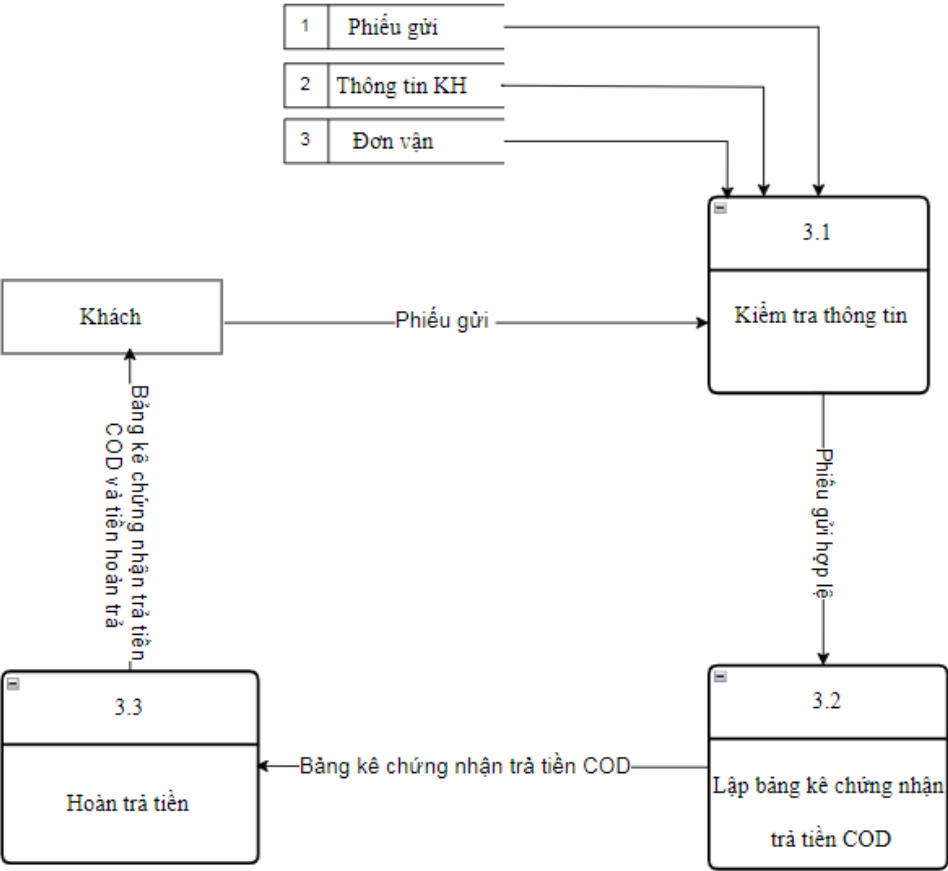 1 Phiếu gửi
2 Thông tin KH
3 Đơn vận
3.1
Kiểm tra thông tin
Khách
Phiếu gửi
Phiếu gửi hợp lệ
Bảng kê chứng nhận trả tiền
COD và tiền hoàn trả
3.2
Lập bảng kê chứng nhận
trả tiền COD
Bảng kê chứng nhận trả tiền COD
3.3
Hoàn trả tiền